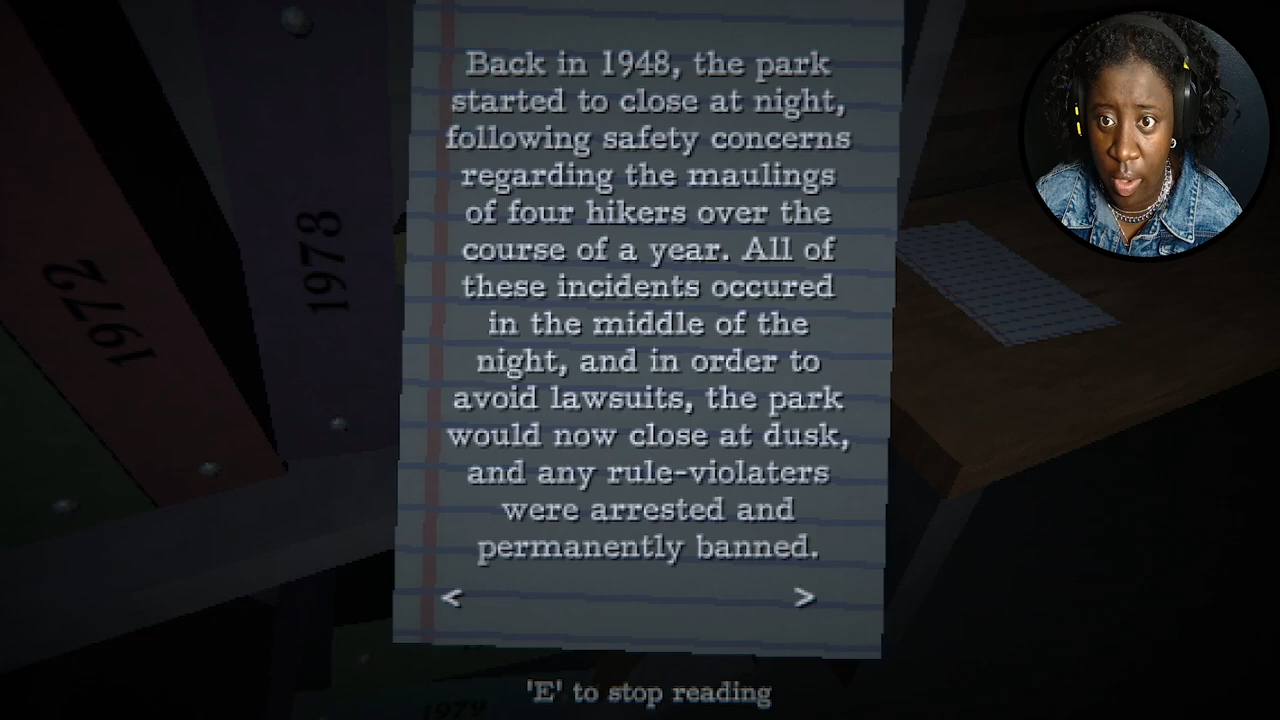 Back in 1948, the park
started to close at night,
following safety concerns
regarding the maulings
of four hikers over the
course of a year. All of
these incidents occured
in the middle of the
night, and in order to
avoid lawsuits, the park
would now close at dusk,
and any rule-violaters
were arrested and
permanently banned.
< >
'E' to stop reading
1972
1978
1979